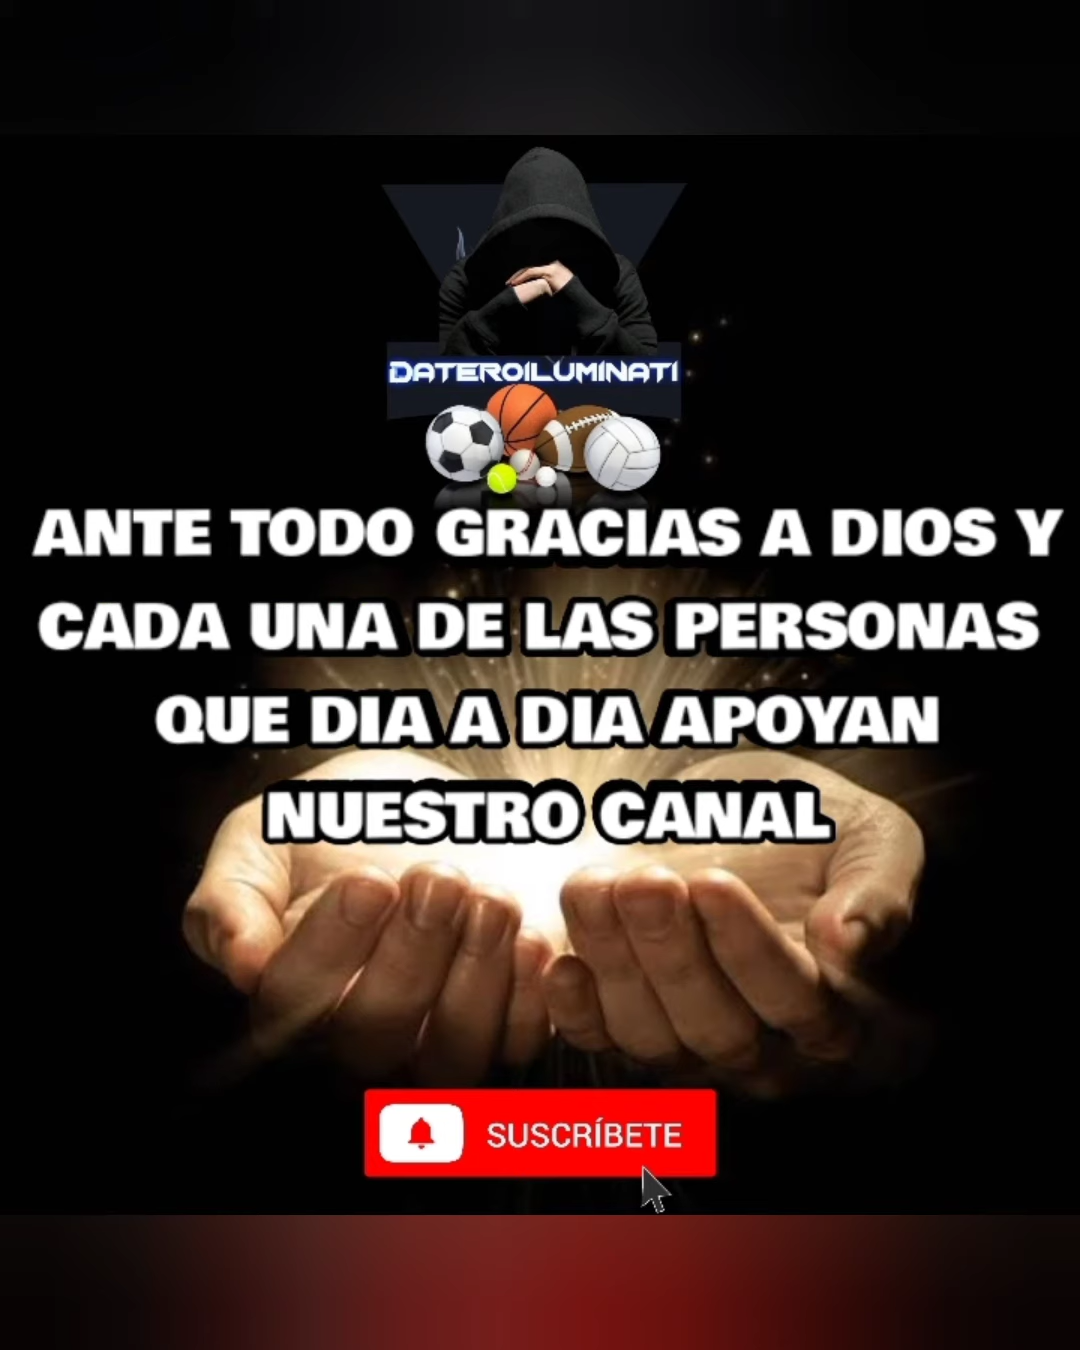 DATEROILUMINATI
ANTE TODO GRACIAS A DIOS Y
CADA UNA DE LAS PERSONAS
QUE DIA A DIA APOYAN
NUESTRO CANAL
SUSCRÍBETE